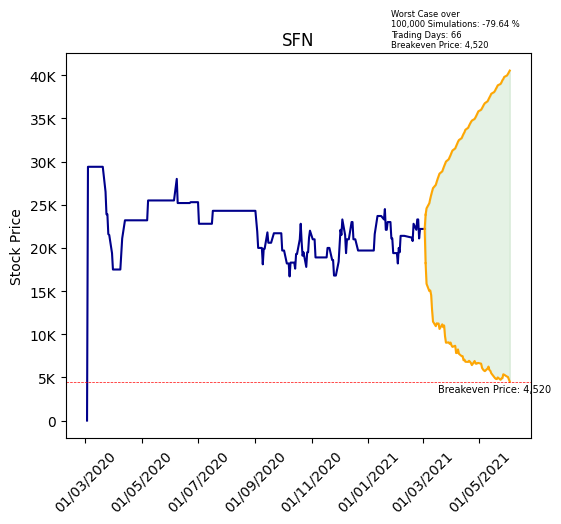 Worst Case over
100,000 Simulations: -79.64 %
Trading Days: 66
Breakeven Price: 4,520
SFN
Stock Price
40K
35K
30K
25K
20K
15K
10K
5K
0
Breakeven Price: 4,520
01/03/2020
01/05/2020
01/07/2020
01/09/2020
01/11/2020
01/01/2021
01/03/2021
01/05/2021